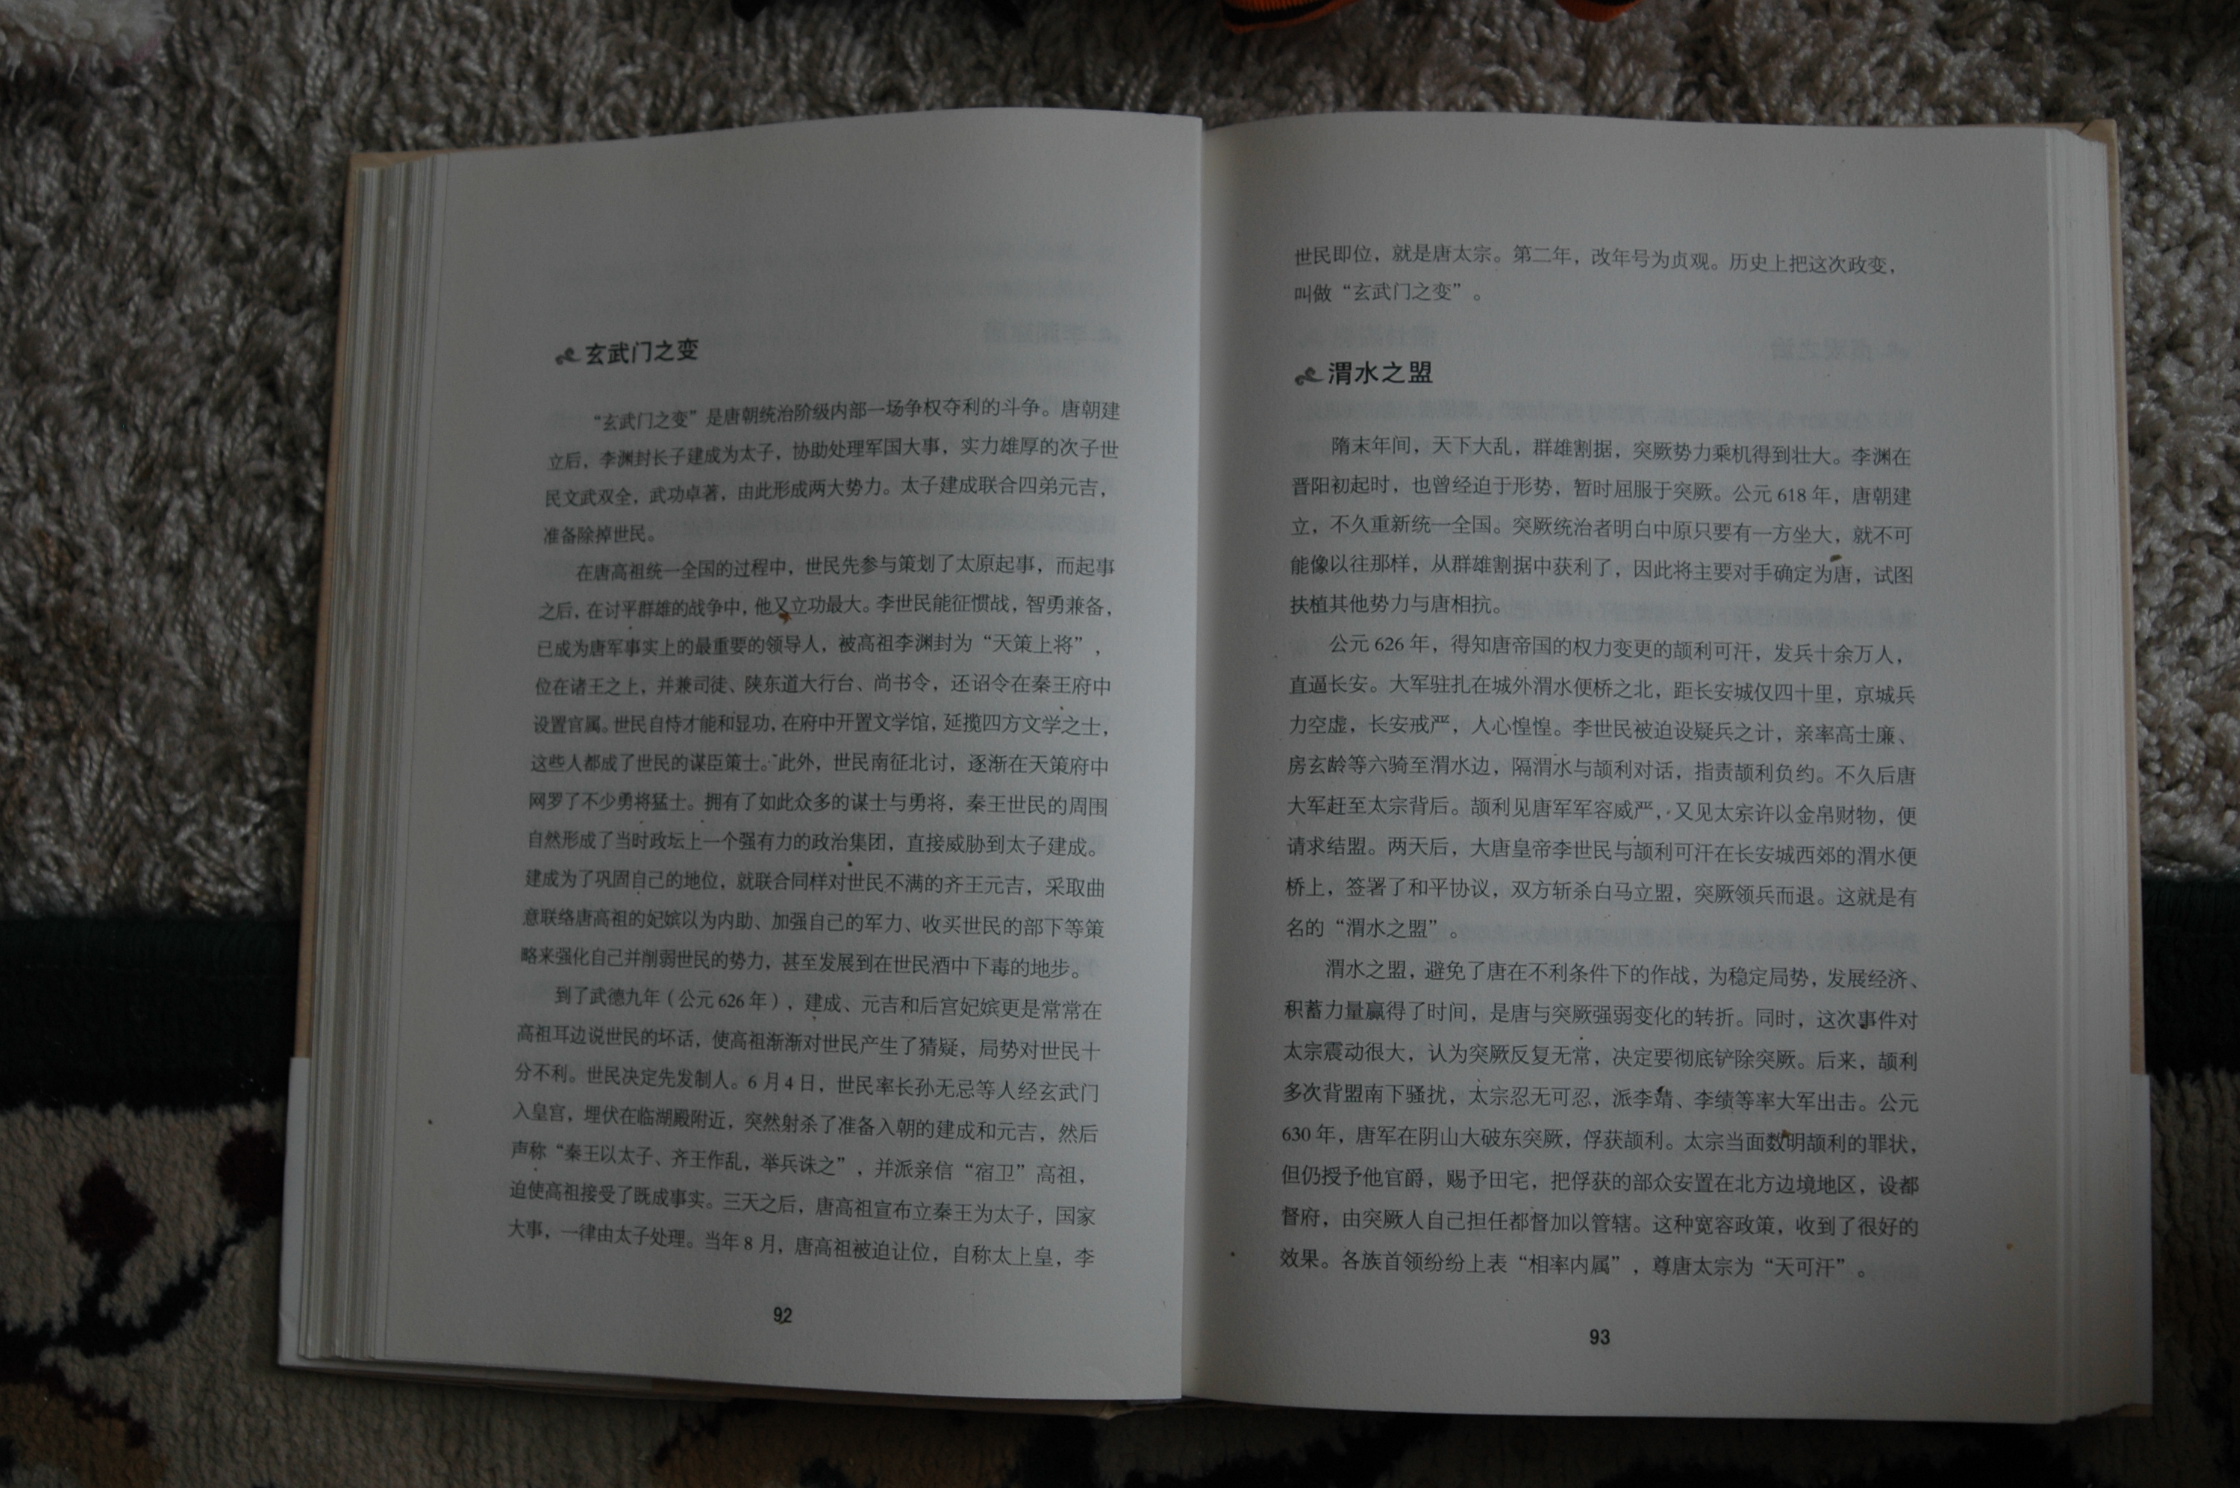 玄武门之变
“玄武门之变”是唐朝统治阶级内部一场争权夺利的斗争。唐朝建
立后，李渊封长子建成为太子，协助处理军国大事，实力雄厚的次子世
民文武双全，武功卓著，由此形成两大势力。太子建成联合四弟元吉，
准备除掉世民。
在唐高祖统一全国的过程中，世民先参与策划了太原起事，而起事
之后，在讨平群雄的战争中，他又立功最大。李世民能征惯战，智勇兼备，
已成为唐军事实上的最重要的领导人，被高祖李渊封为“天策上将”，
位在诸王之上，并兼司徒、陕东道大行台、尚书令，还诏令在秦王府中
设置官属。世民自恃才能和显功，在府中开置文学馆，延揽四方文学之士，
这些人都成了世民的谋臣策士。此外，世民南征北讨，逐渐在天策府中
网罗了不少勇将猛士。拥有了如此众多的谋士与勇将，秦王世民的周围
自然形成了当时政坛上一个强有力的政治集团，直接威胁到太子建成。
建成为了巩固自己的地位，就联合同样对世民不满的齐王元吉，采取曲
意联络唐高祖的妃嫔以为内助、加强自己的军力、收买世民的部下等策
略来强化自己并削弱世民的势力，甚至发展到在世民酒中下毒的地步。
到了武德九年（公元626年），建成、元吉和后宫妃嫔更是常常在
高祖耳边说世民的坏话，使高祖渐渐对世民产生了猜疑，局势对世民十
分不利。世民决定先发制人。6月4日，世民率长孙无忌等人经玄武门
入皇宫，埋伏在临湖殿附近，突然射杀了准备入朝的建成和元吉，然后
声称“秦王以太子、齐王作乱，举兵诛之”，并派亲信“宿卫”高祖，
迫使高祖接受了既成事实。三天之后，唐高祖宣布立秦王为太子，国家
大事，一律由太子处理。当年8月，唐高祖被迫让位，自称太上皇，李
92
世民即位，就是唐太宗。第二年，改年号为贞观。历史上把这次政变，
叫做“玄武门之变”。
渭水之盟
隋末年间，天下大乱，群雄割据，突厥势力乘机得到壮大。李渊在
晋阳初起时，也曾经迫于形势，暂时屈服于突厥。公元618年，唐朝建
立，不久重新统一全国。突厥统治者明白中原只要有一方坐大，就不可
能像以往那样，从群雄割据中获利了，因此将主要对手确定为唐，试图
扶植其他势力与唐相抗。
公元626年，得知唐帝国的权力变更的颉利可汗，发兵十余万人，
直逼长安。大军驻扎在城外渭水便桥之北，距长安城仅四十里，京城兵
力空虚，长安戒严，人心惶惶。李世民被迫设疑兵之计，亲率高士廉、
房玄龄等六骑至渭水边，隔渭水与颉利对话，指责颉利负约。不久后唐
大军赶至太宗背后。颉利见唐军军容威严，又见太宗许以金帛财物，便
请求结盟。两天后，大唐皇帝李世民与颉利可汗在长安城西郊的渭水便
桥上，签署了和平协议，双方斩杀白马立盟，突厥领兵而退。这就是有
名的“渭水之盟”。
渭水之盟，避免了唐在不利条件下的作战，为稳定局势，发展经济、
积蓄力量赢得了时间，是唐与突厥强弱变化的转折。同时，这次事件对
太宗震动很大，认为突厥反复无常，决定要彻底铲除突厥。后来，颉利
多次背盟南下骚扰，太宗忍无可忍，派李靖、李绩等率大军出击。公元
630年，唐军在阴山大破东突厥，俘获颉利。太宗当面数明颉利的罪状，
但仍授予他官爵，赐予田宅，把俘获的部众安置在北方边境地区，设都
督府，由突厥人自己担任都督加以管辖。这种宽容政策，收到了很好的
效果。各族首领纷纷上表“相率内属”，尊唐太宗为“天可汗”。
93